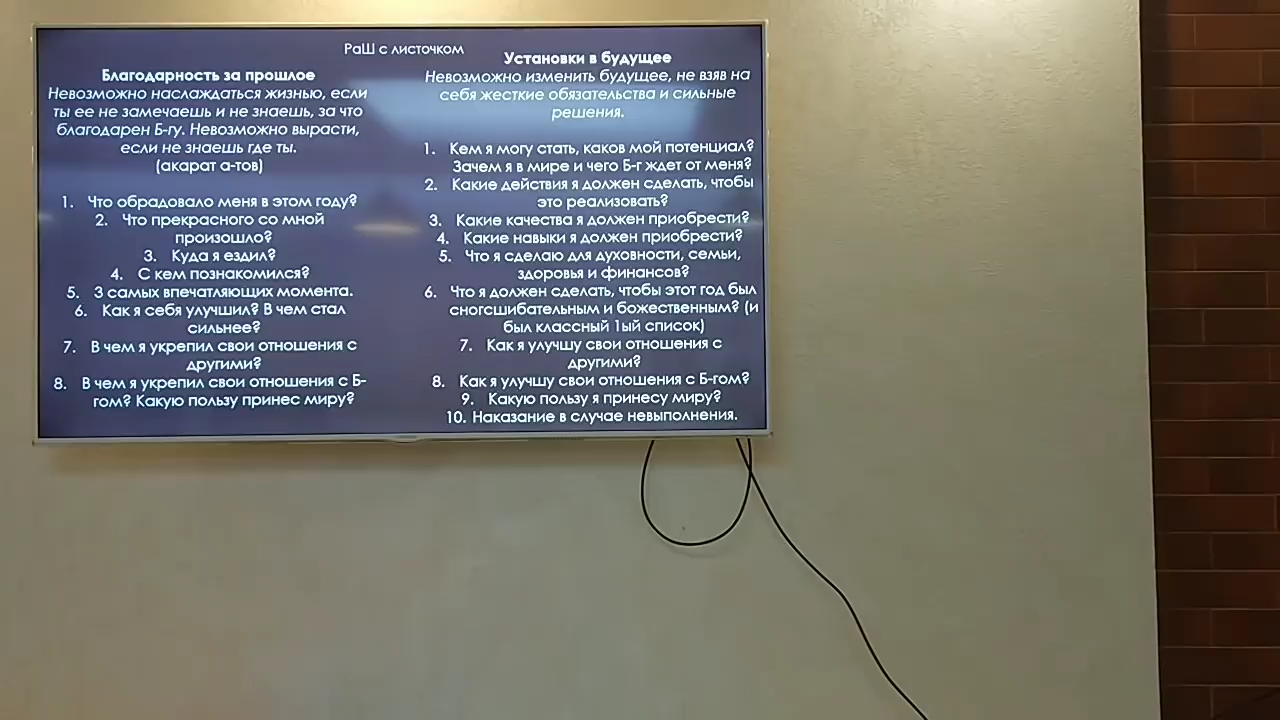 РаШ с листочком
Благодарность за прошлое
Невозможно наслаждаться жизнью, если
ты ее не замечаешь и не знаешь, за что
благодарен Б-гу. Невозможно вырасти,
если не знаешь где ты.
(акарат а-тов)
1. Что обрадовало меня в этом году?
2. Что прекрасного со мной
произошло?
3. Куда я ездил?
4. С кем познакомился?
5. 3 самых впечатляющих момента.
6. Как я себя улучшил? В чем стал
сильнее?
7. В чем я укрепил свои отношения с
другими?
8. В чем я укрепил свои отношения с Б-
гом? Какую пользу принес миру?
Установки в будущее
Невозможно изменить будущее, не взяв на
себя жесткие обязательства и сильные
решения.
1. Кем я могу стать, каков мой потенциал?
Зачем я в мире и чего Б-г ждет от меня?
2. Какие действия я должен сделать, чтобы
это реализовать?
3. Какие качества я должен приобрести?
4. Какие навыки я должен приобрести?
5. Что я сделаю для духовности, семьи,
здоровья и финансов?
6. Что я должен сделать, чтобы этот год был
сногсшибательным и божественным? (и
был классный 1ый список)
7. Как я улучшу свои отношения с
другими?
8. Как я улучшу свои отношения с Б-гом?
9. Какую пользу я принесу миру?
10. Наказание в случае невыполнения.